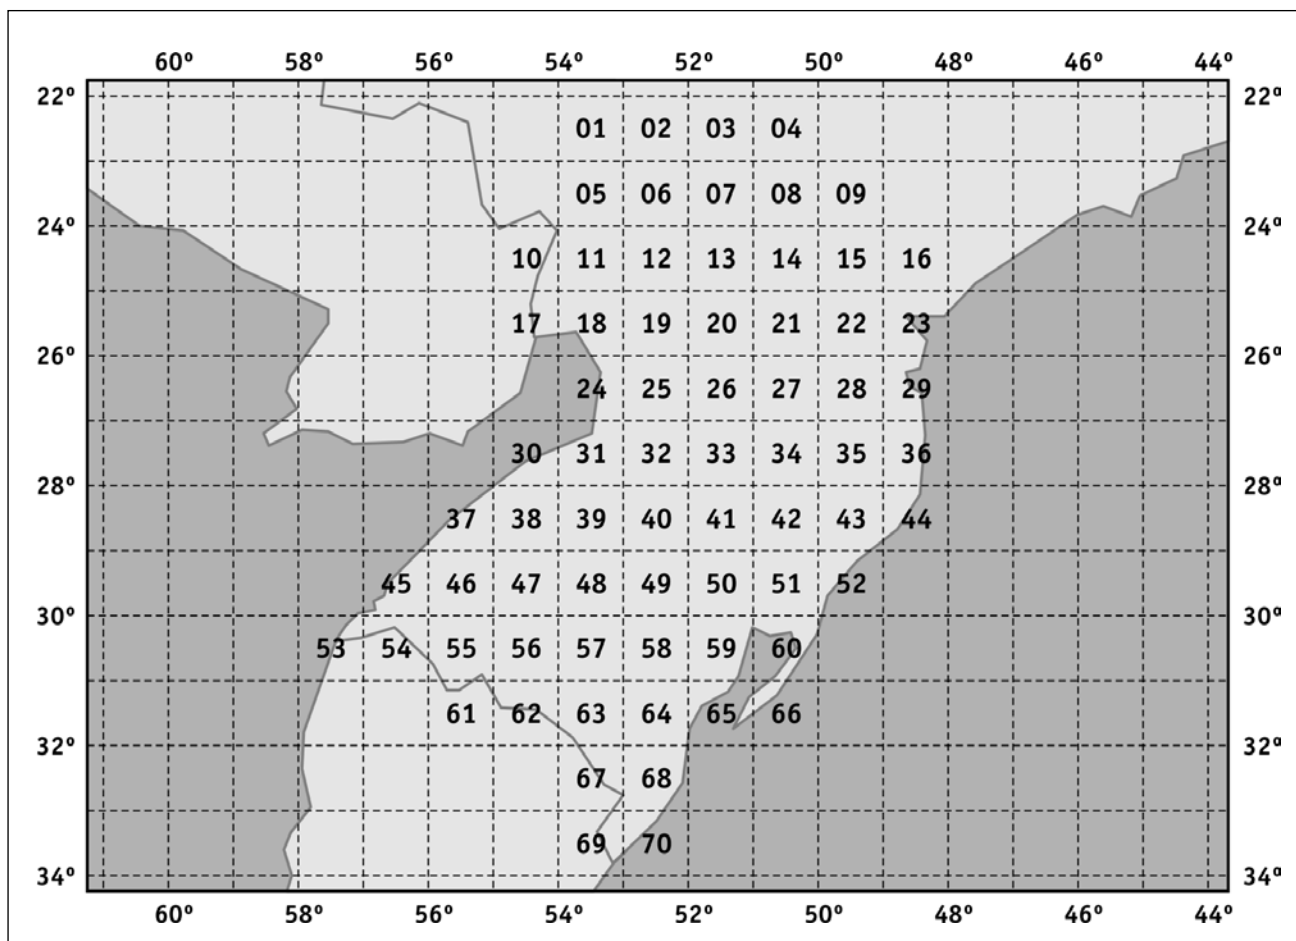 60º 58º 56º 54º 52º 50º 48º 46º 44º
22º 22º
01 02 03 04
05 06 07 08 09
24º 24º
10 11 12 13 14 15 16
17 18 19 20 21 22 23
26º 26º
24 25 26 27 28 29
30 31 32 33 34 35 36
28º 28º
37 38 39 40 41 42 43 44
45 46 47 48 49 50 51 52
30º 30º
53 54 55 56 57 58 59 60
61 62 63 64 65 66
32º 32º
67 68
69 70
34º 34º
60º 58º 56º 54º 52º 50º 48º 46º 44º